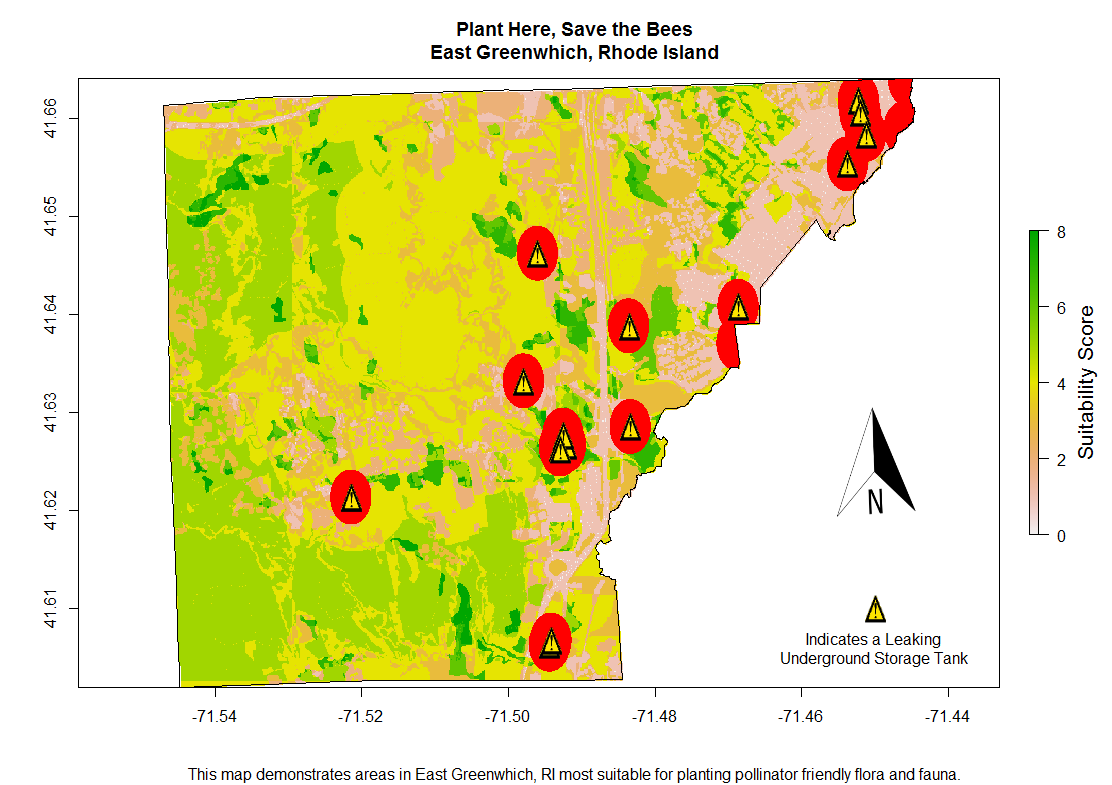 Plant Here, Save the Bees
East Greenwhich, Rhode Island
41.66
41.65
41.64
41.63
41.62
41.61
-71.54
-71.52
-71.50
-71.48
-71.46
-71.44
8
6
4
2
0
Suitability Score
N
Indicates a Leaking
Underground Storage Tank
This map demonstrates areas in East Greenwhich, RI most suitable for planting pollinator friendly flora and fauna.